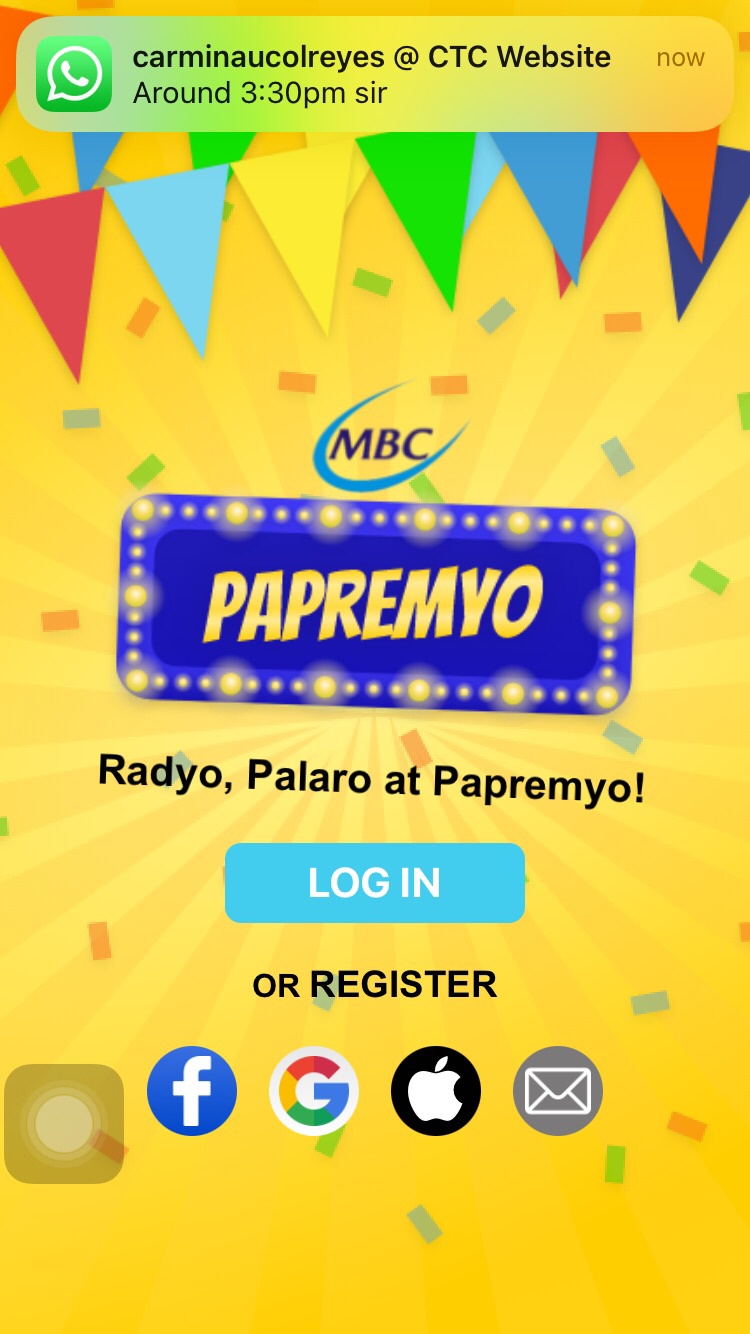 carminaucolreyes @ CTC Website now
Around 3:30pm sir
MBC
PAPREMYO
Radyo, Palaro at Papremyo!
LOG IN
OR REGISTER